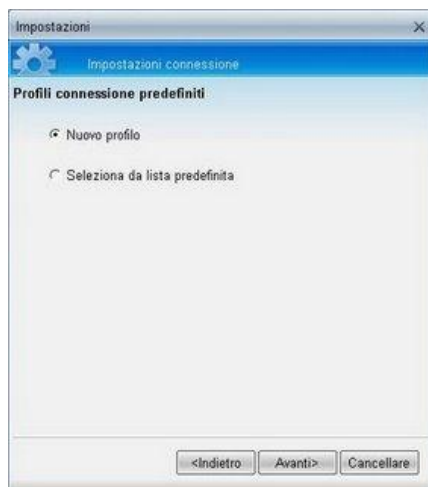 Impostazioni
Impostazioni connessione
Profili connessione predefiniti
Nuovo profilo
Seleziona da lista predefinita
<Indietro Avanti> Cancellare